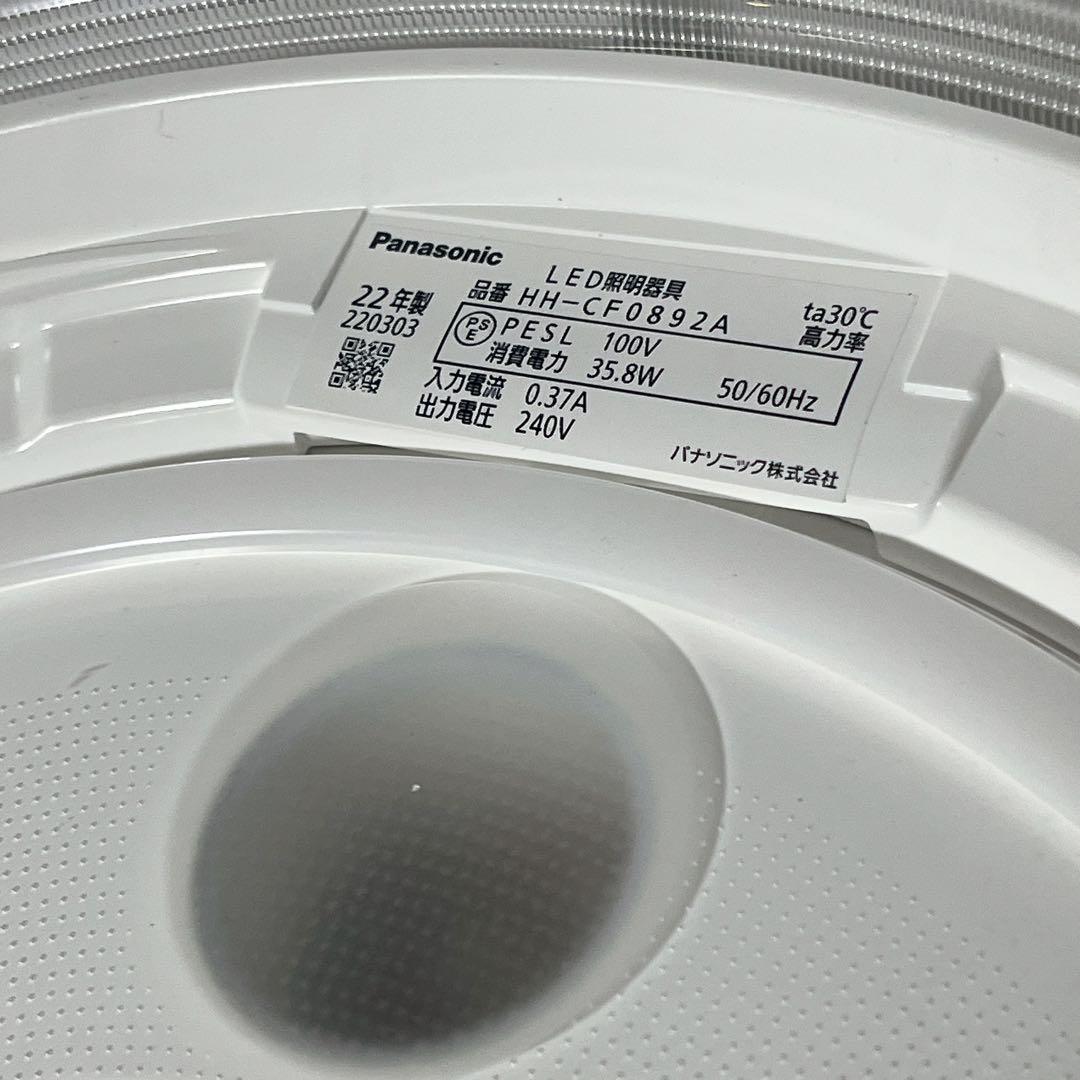 Panasonic
LED照明器具
品番 HH-CF0892A
ta30℃
高力率
22年製
220303
PSE PESL 100V
消費電力 35.8W 50/60Hz
入力電流 0.37A
出力電圧 240V
パナソニック株式会社